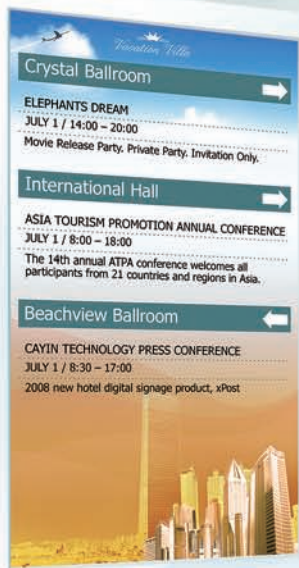 Vacation Ville
Crystal Ballroom
ELEPHANTS DREAM
JULY 1 / 14:00 – 20:00
Movie Release Party. Private Party. Invitation Only.
International Hall
ASIA TOURISM PROMOTION ANNUAL CONFERENCE
JULY 1 / 8:00 – 18:00
The 14th annual ATPA conference welcomes all
participants from 21 countries and regions in Asia.
Beachview Ballroom
CAYIN TECHNOLOGY PRESS CONFERENCE
JULY 1 / 8:30 – 17:00
2008 new hotel digital signage product, xPost